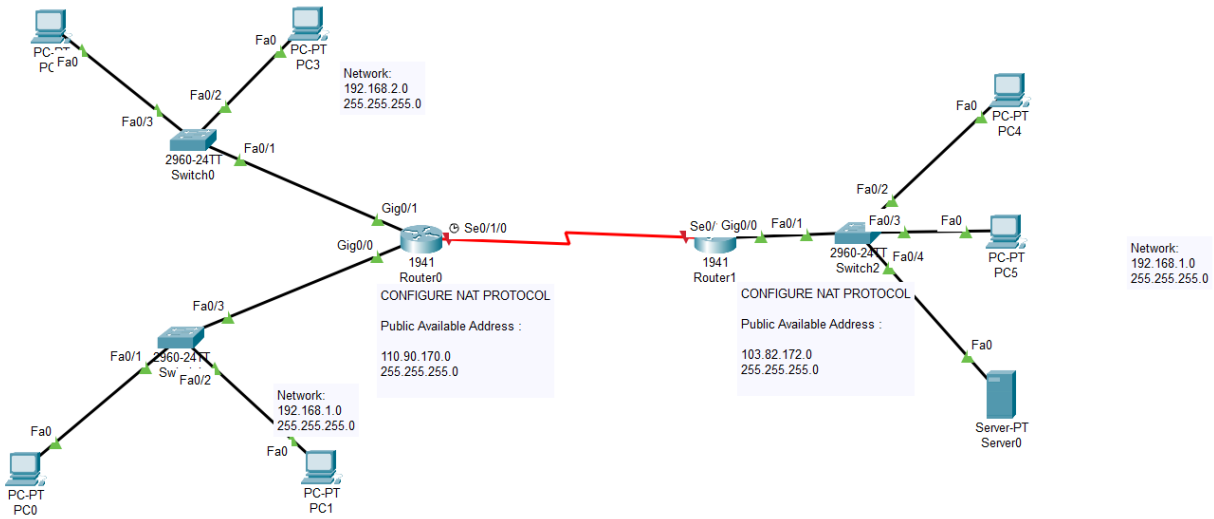 PC-PT
Fa0
Fa0
PC-PT
PC3
Network:
192.168.2.0
255.255.255.0
Fa0/2
Fa0/3
2960-24TT
Switch0
Fa0/1
Gig0/1
Gig0/0
Se0/1/0
1941
Router0
CONFIGURE NAT PROTOCOL
Public Available Address :
110.90.170.0
255.255.255.0
Fa0/3
2960-24TT
Fa0/1
Fa0/2
Network:
192.168.1.0
255.255.255.0
Fa0
PC-PT
PC0
Fa0
PC-PT
PC1
Gig0/0
1941
Router1
Fa0/1
CONFIGURE NAT PROTOCOL
Public Available Address :
103.82.172.0
255.255.255.0
Fa0
PC-PT
PC4
Fa0/2
Fa0/3
Fa0
2960-24TT
Switch2
Fa0/4
PC-PT
PC5
Network:
192.168.1.0
255.255.255.0
Fa0
Server-PT
Server0